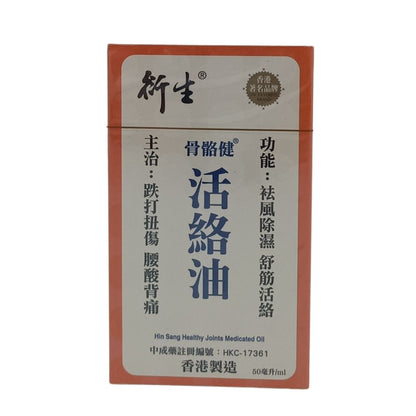 衍生®
香港
著名品牌
骨骼健®
活絡油
功能：袪風除濕 舒筋活絡
主治：跌打扭傷 腰酸背痛
Hin Sang Healthy Joints Medicated Oil
中成藥註冊編號：HKC-17361
香港製造
50毫升/ml